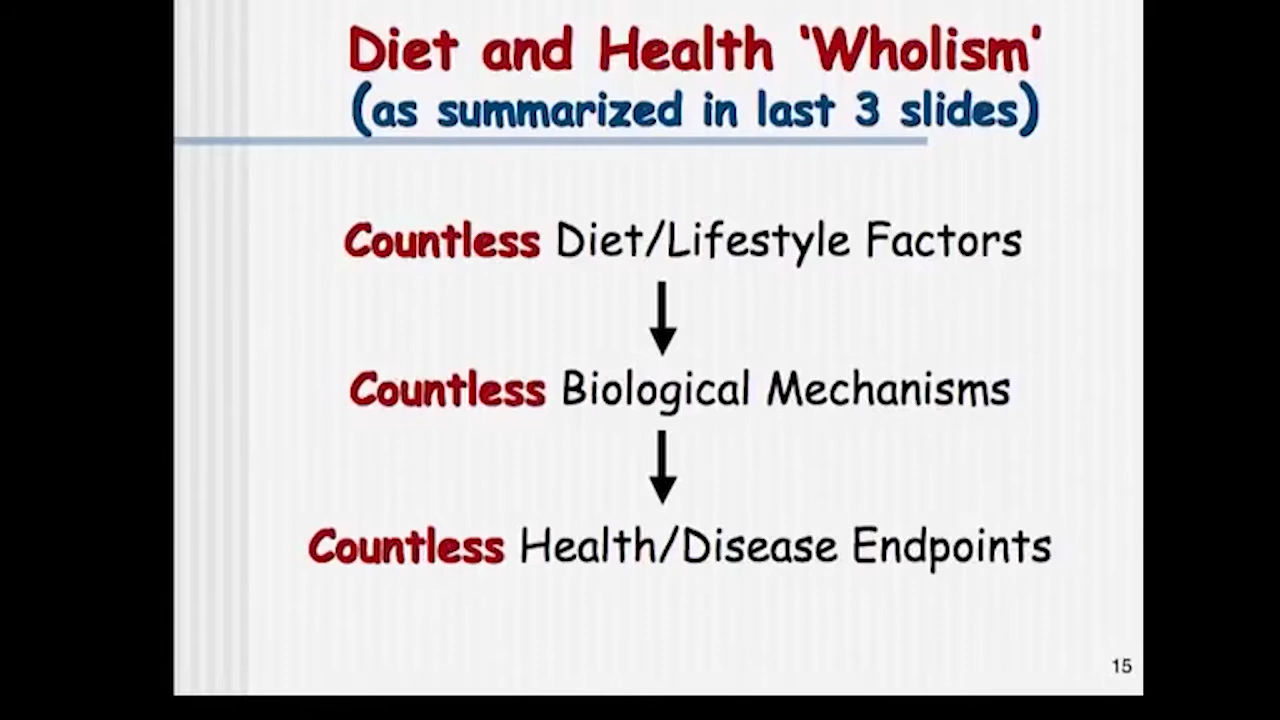 Diet and Health ‘Wholism’
(as summarized in last 3 slides)
Countless Diet/Lifestyle Factors
Countless Biological Mechanisms
Countless Health/Disease Endpoints
15